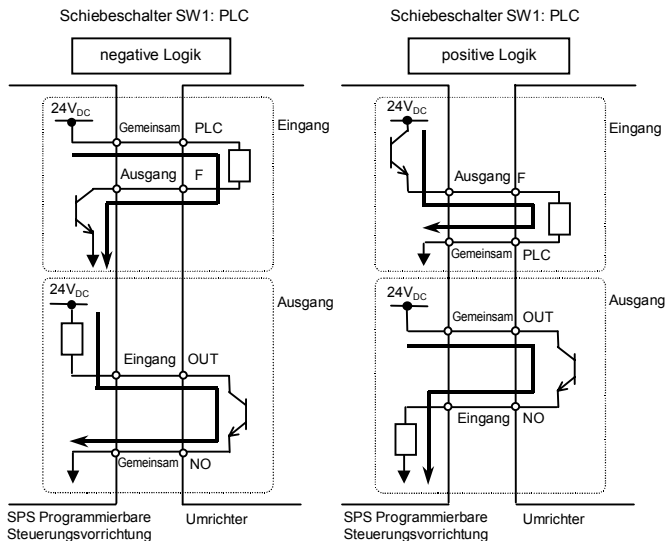 Schiebeschalter SW1: PLC
negative Logik
24VDC
Gemeinsam PLC
Eingang
Ausgang F
24VDC
Ausgang
Eingang OUT
Gemeinsam NO
SPS Programmierbare
Steuerungsvorrichtung
Umrichter
Schiebeschalter SW1: PLC
positive Logik
24VDC
Eingang
Ausgang F
Gemeinsam PLC
24VDC
Ausgang
Gemeinsam OUT
Eingang NO
SPS Programmierbare
Steuerungsvorrichtung
Umrichter